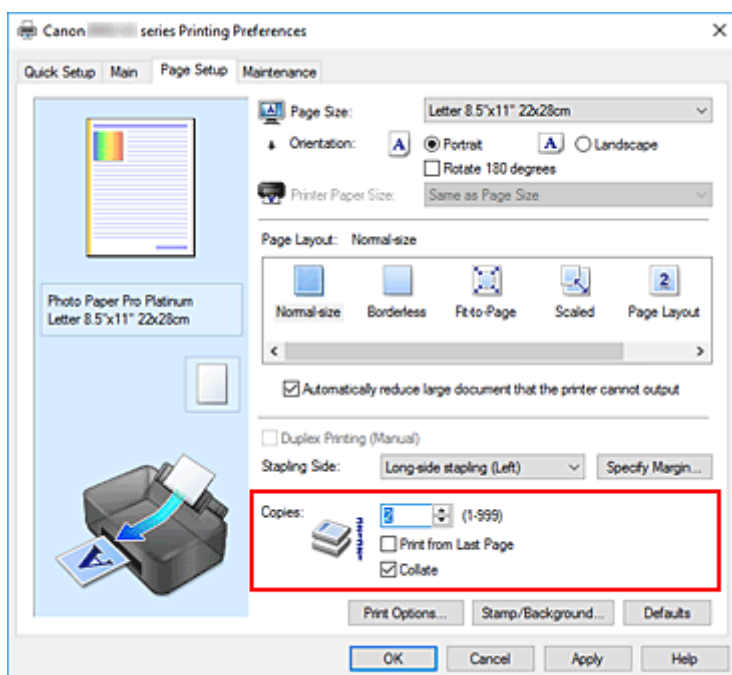 Canon series Printing Preferences
Quick Setup Main Page Setup Maintenance
Page Size: Letter 8.5"x11" 22x28cm
Orientation: A Portrait A Landscape
Rotate 180 degrees
Printer Paper Size: Same as Page Size
Page Layout: Normal-size
2
Normal-size Borderless Fit-to-Page Scaled Page Layout
Photo Paper Pro Platinum
Letter 8.5"x11" 22x28cm
Automatically reduce large document that the printer cannot output
Duplex Printing (Manual)
Stapling Side: Long-side stapling (Left) Specify Margin...
Copies: 2 (1-999)
Print from Last Page
Collate
A
Print Options... Stamp/Background... Defaults
OK Cancel Apply Help